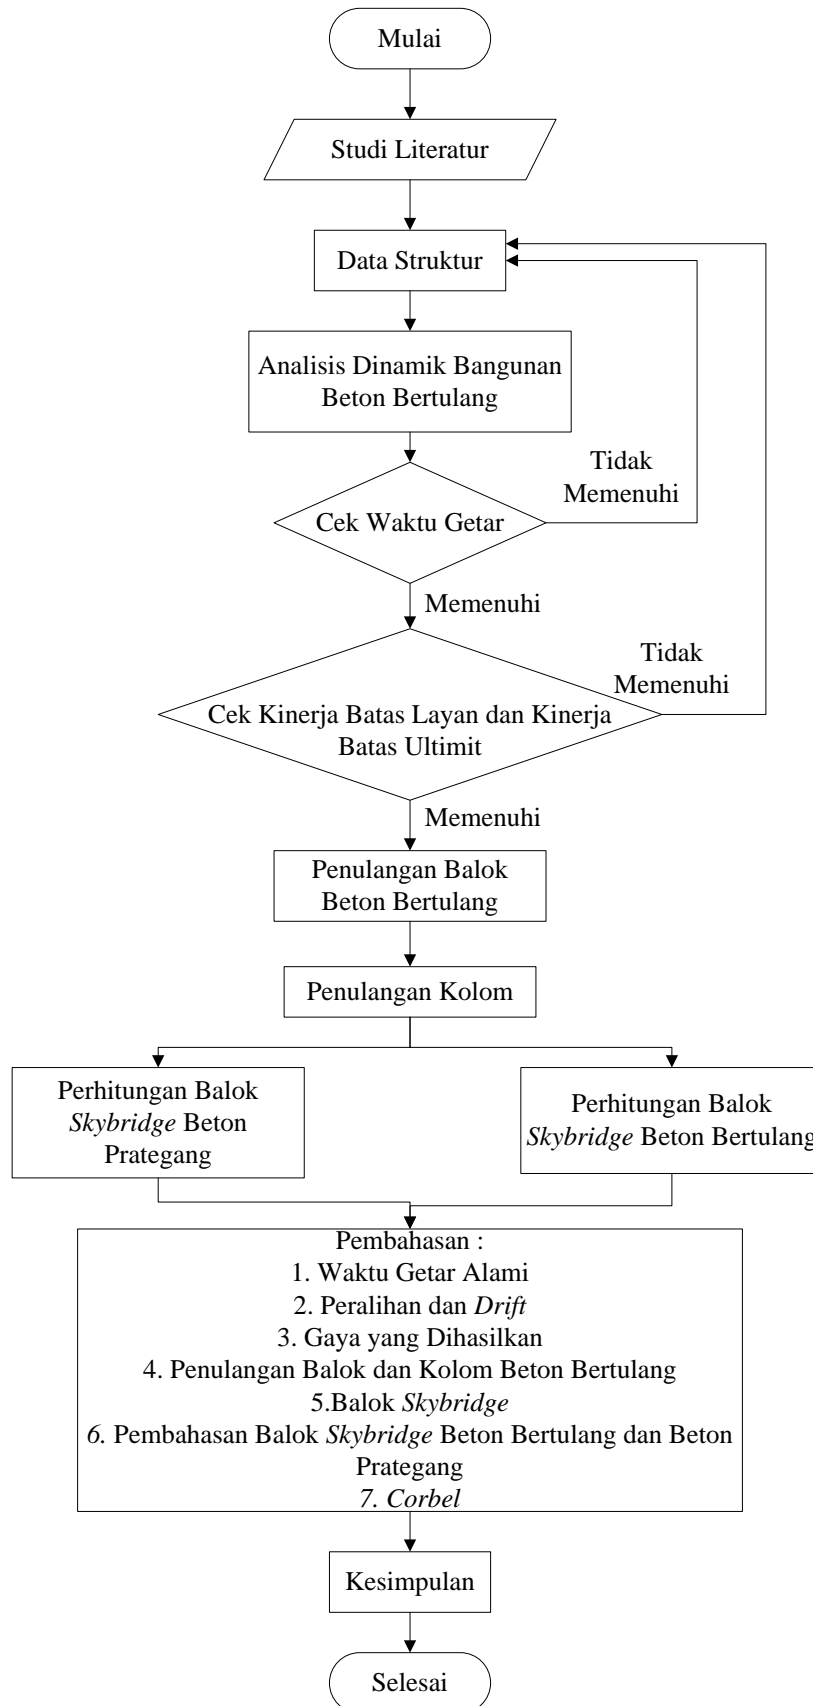 Mulai
Studi Literatur
Data Struktur
Analisis Dinamik Bangunan
Beton Bertulang
Tidak
Memenuhi
Cek Waktu Getar
Memenuhi
Tidak
Memenuhi
Cek Kinerja Batas Layan dan Kinerja
Batas Ultimit
Memenuhi
Penulangan Balok
Beton Bertulang
Penulangan Kolom
Perhitungan Balok
Skybridge Beton
Prategang
Perhitungan Balok
Skybridge Beton Bertulang
Pembahasan :
1. Waktu Getar Alami
2. Peralihan dan Drift
3. Gaya yang Dihasilkan
4. Penulangan Balok dan Kolom Beton Bertulang
5.Balok Skybridge
6. Pembahasan Balok Skybridge Beton Bertulang dan Beton
Prategang
7. Corbel
Kesimpulan
Selesai